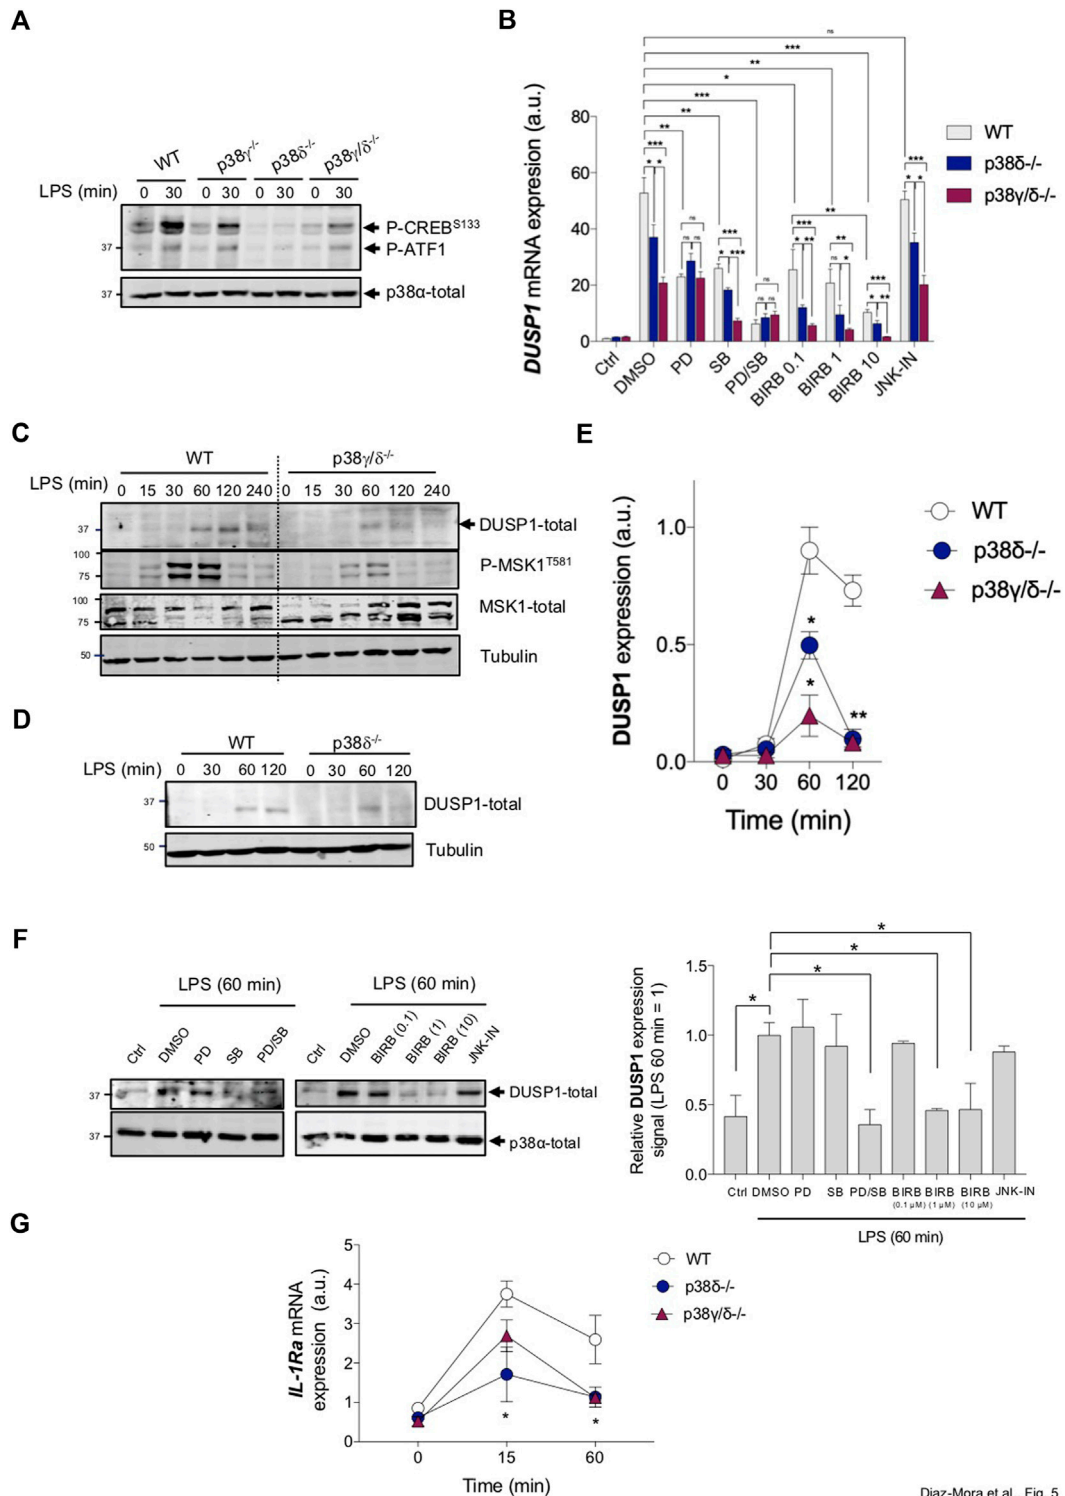 A
WT p38γ-/- p38δ-/- p38γ/δ-/-
LPS (min) 0 30 0 30 0 30 0 30
P-CREBS133
37 P-ATF1
37 p38α-total
B
DUSP1 mRNA expresion (a.u.)
80
60
40
20
0
ns
***
**
*
***
**
**
***
* *
ns
ns ns
***
* ***
ns
ns ns
***
* **
**
ns *
**
***
* **
***
* *
Ctrl DMSO PD SB PD/SB BIRB 0.1 BIRB 1 BIRB 10 JNK-IN
WT
p38δ-/-
p38γ/δ-/-
C
WT p38γ/δ-/-
LPS (min) 0 15 30 60 120 240 0 15 30 60 120 240
37 DUSP1-total
100
75 P-MSK1T581
100
75 MSK1-total
50 Tubulin
D
WT p38δ-/-
LPS (min) 0 30 60 120 0 30 60 120
37 DUSP1-total
50 Tubulin
E
DUSP1 expression (a.u.)
1.0
0.5
0.0
*
*
**
0 30 60 120
Time (min)
WT
p38δ-/-
p38γ/δ-/-
F
LPS (60 min) LPS (60 min)
Ctrl DMSO PD SB PD/SB Ctrl DMSO BIRB (0.1) BIRB (1) BIRB (10) JNK-IN
37 DUSP1-total
37 p38α-total
Relative DUSP1 expression
signal (LPS 60 min = 1)
1.5
1.0
0.5
0.0
*
*
*
*
Ctrl DMSO PD SB PD/SB BIRB BIRB BIRB JNK-IN
(0.1 μM) (1 μM) (10 μM)
LPS (60 min)
G
IL-1Ra mRNA
expression (a.u.)
5
4
3
2
1
0
* *
0 15 60
Time (min)
WT
p38δ-/-
p38γ/δ-/-
Diaz-Mora et al., Fig. 5